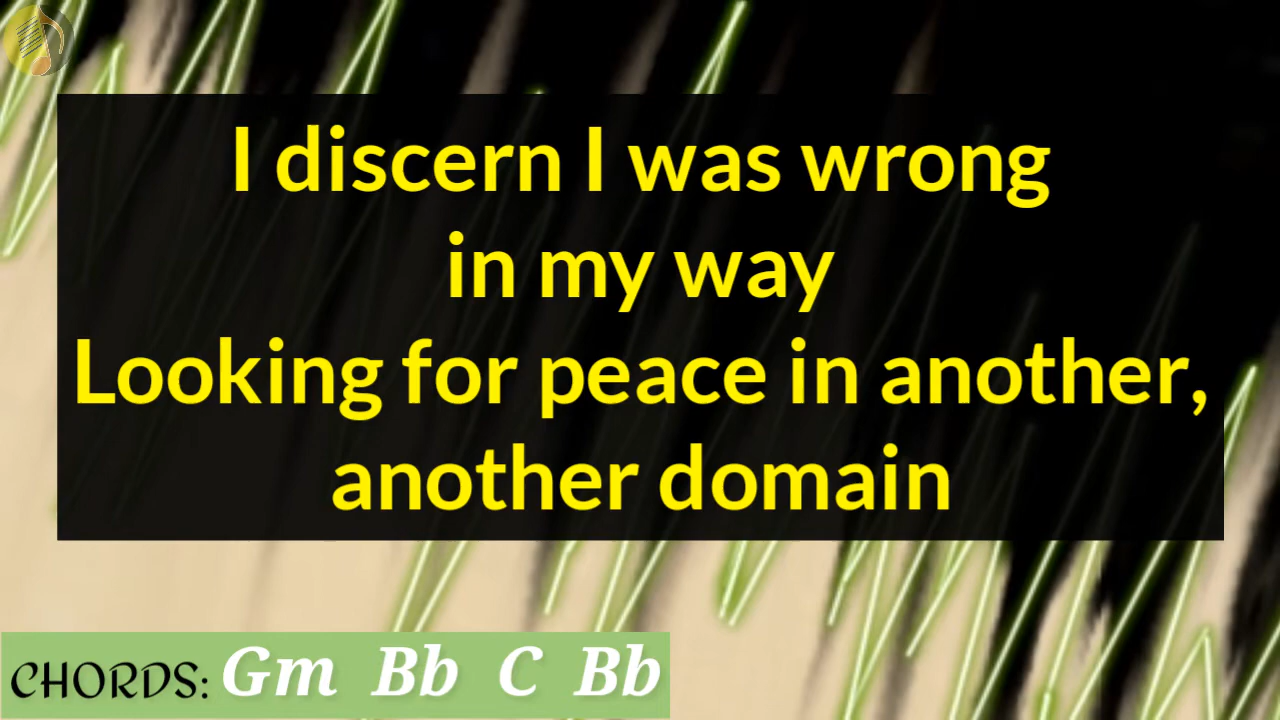 I discern I was wrong
in my way
Looking for peace in another,
another domain
CHORDS: Gm Bb C Bb